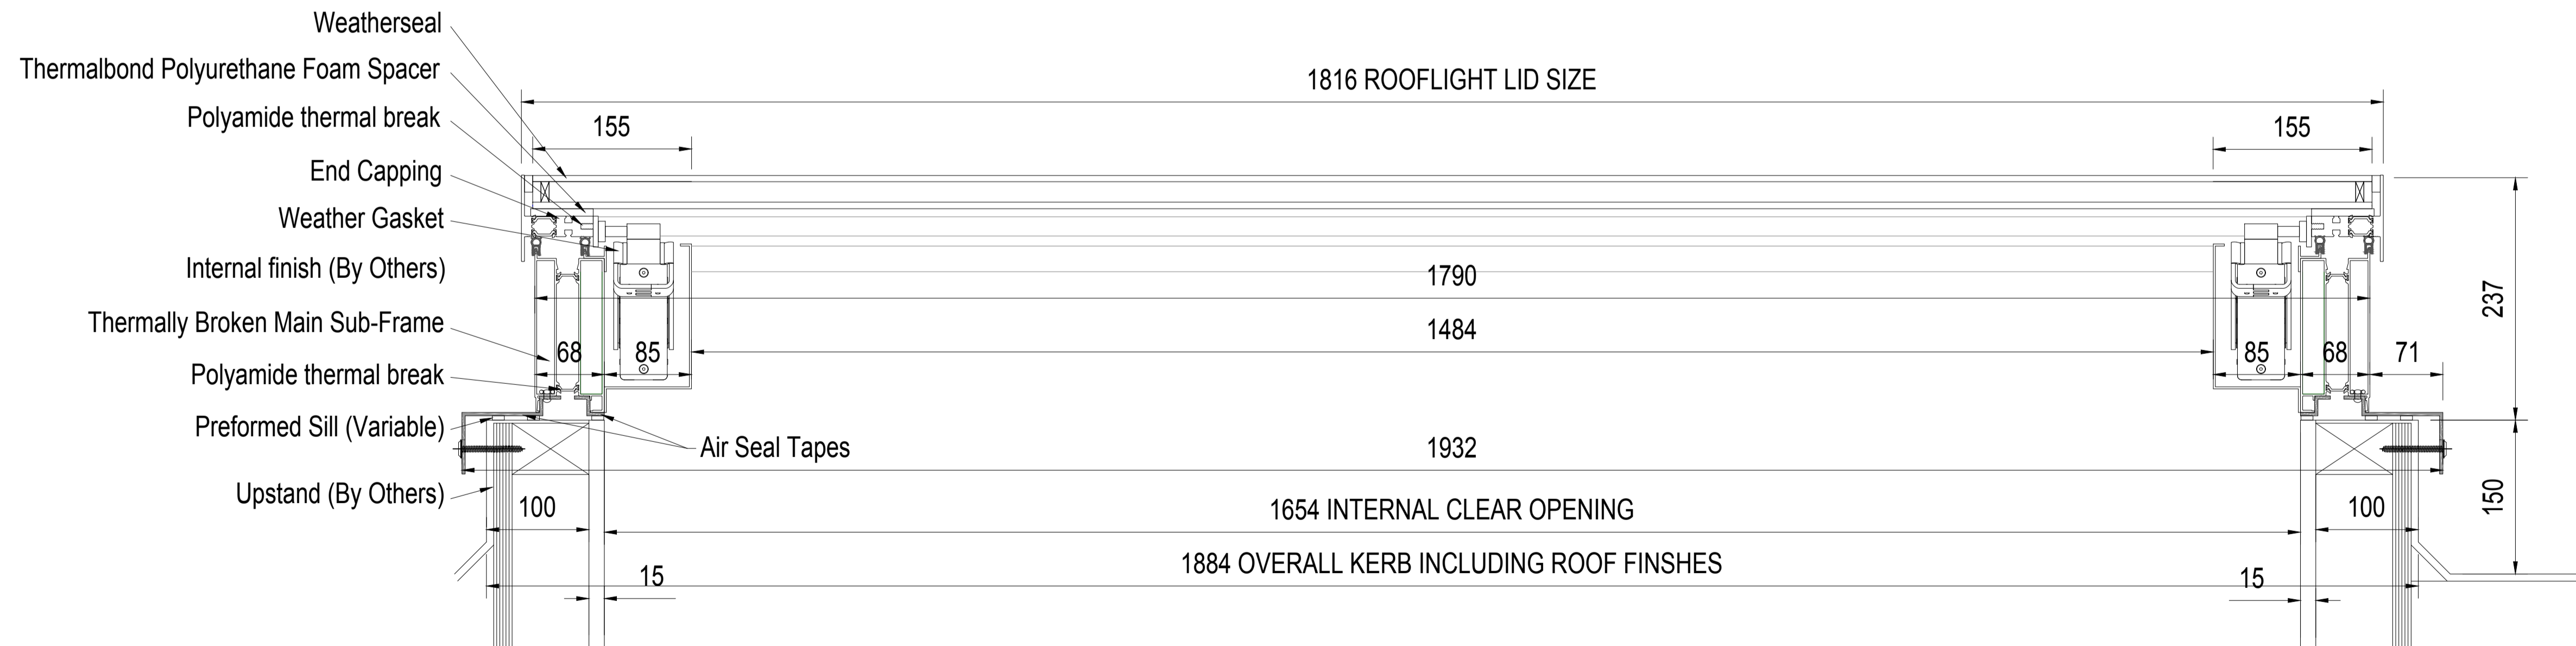 Weatherseal
Thermalbond Polyurethane Foam Spacer
1816 ROOFLIGHT LID SIZE
Polyamide thermal break
155
155
End Capping
Weather Gasket
Internal finish (By Others)
1790
237
Thermally Broken Main Sub-Frame
1484
68
85
85
68
71
Polyamide thermal break
Preformed Sill (Variable)
Air Seal Tapes
1932
Upstand (By Others)
100
1654 INTERNAL CLEAR OPENING
100
150
1884 OVERALL KERB INCLUDING ROOF FINSHES
15
15